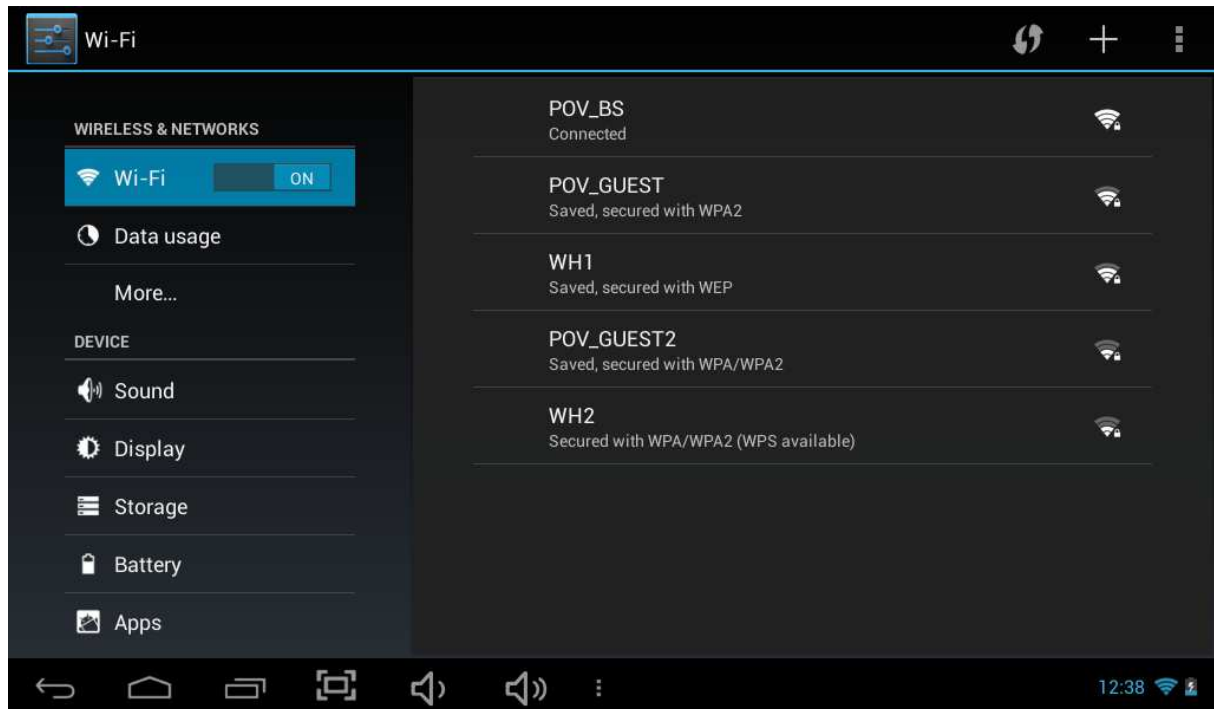 Wi-Fi
WIRELESS & NETWORKS
Wi-Fi
ON
Data usage
More...
DEVICE
Sound
Display
Storage
Battery
Apps
POV_BS
Connected
POV_GUEST
Saved, secured with WPA2
WH1
Saved, secured with WEP
POV_GUEST2
Saved, secured with WPA/WPA2
WH2
Secured with WPA/WPA2 (WPS available)
12:38